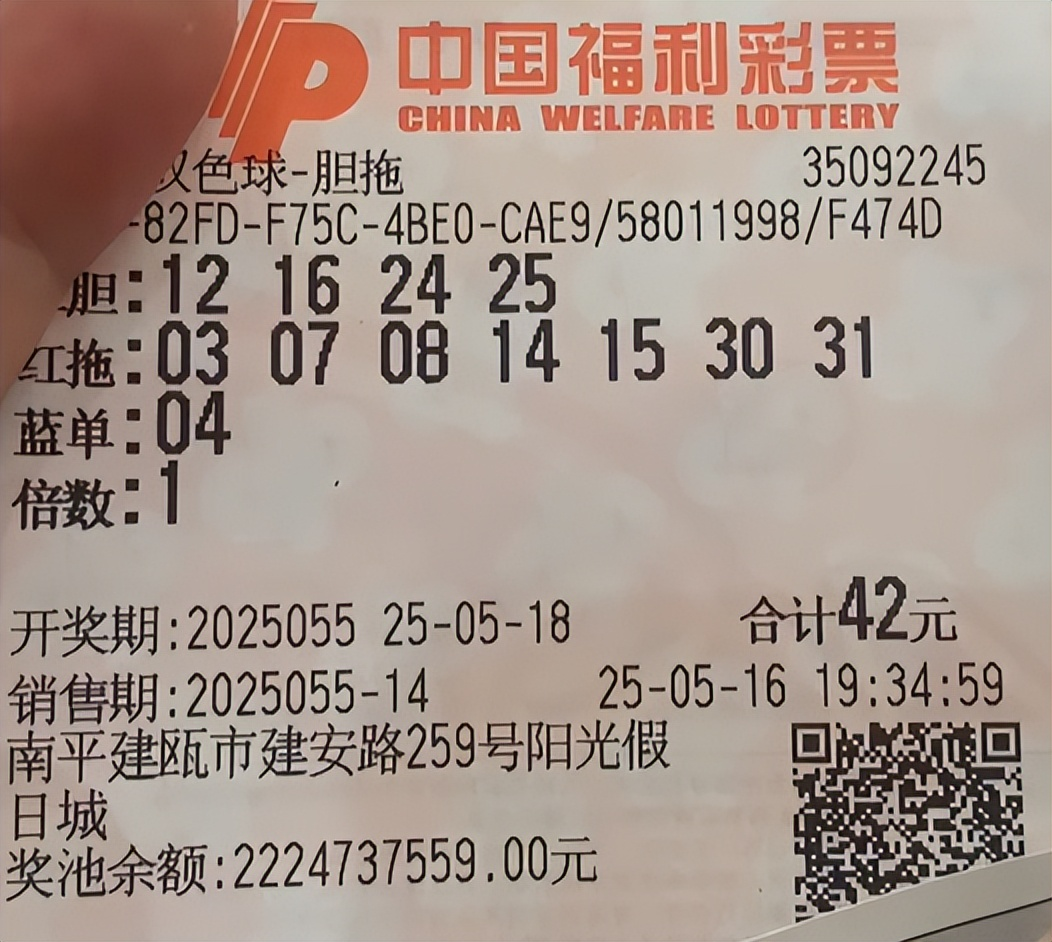 中国福利彩票
CHINA WELFARE LOTTERY
双色球-胆拖 35092245
-82FD-F75C-4BE0-CAE9/58011998/F474D
胆:12 16 24 25
红拖:03 07 08 14 15 30 31
蓝单:04
倍数:1
开奖期:2025055 25-05-18 合计42元
销售期:2025055-14 25-05-16 19:34:59
南平建瓯市建安路259号阳光假
日城
奖池余额:2224737559.00元